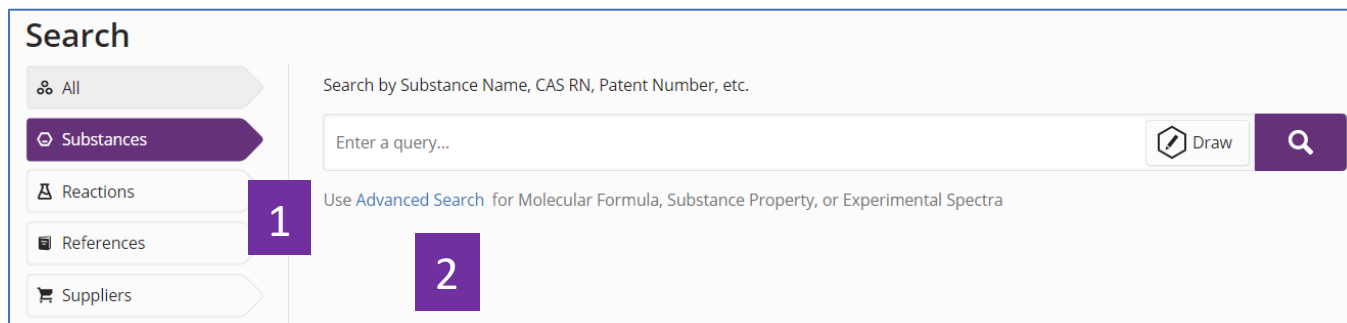 Search
All
Substances
Reactions
References
Suppliers
1
Search by Substance Name, CAS RN, Patent Number, etc.
Enter a query...
Draw
Use Advanced Search for Molecular Formula, Substance Property, or Experimental Spectra
2